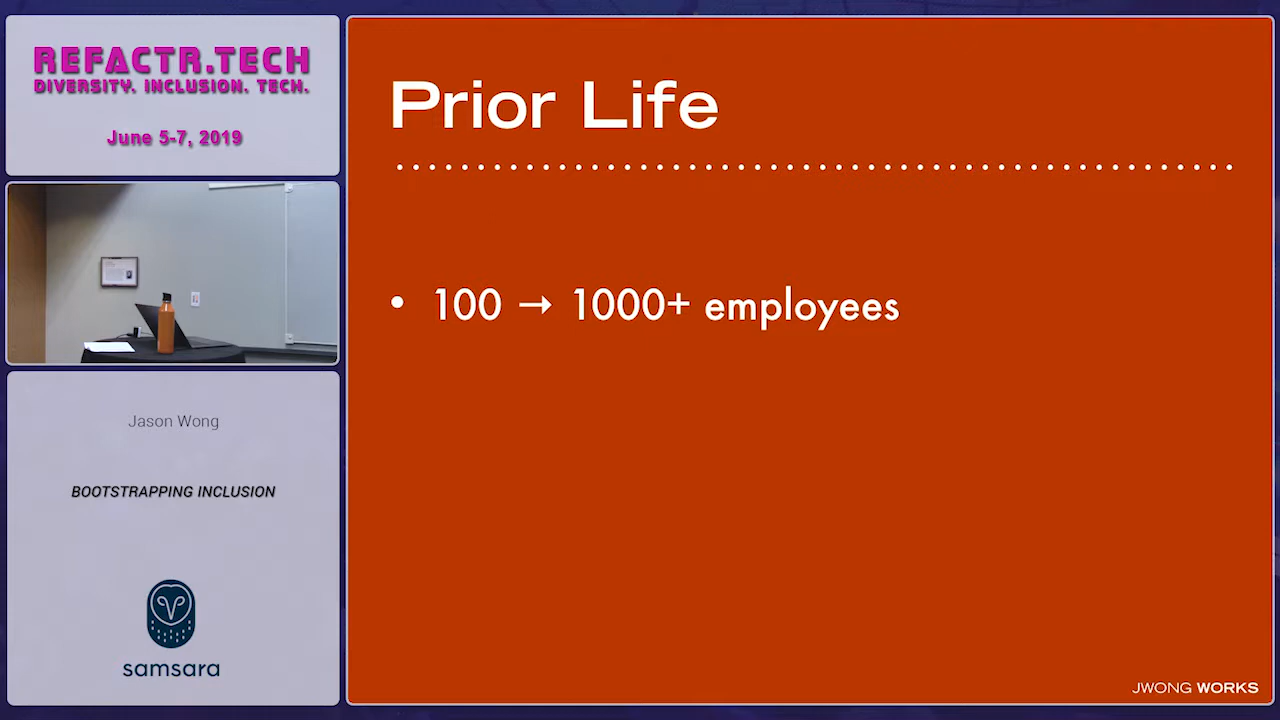 REFACTR.TECH
DIVERSITY. INCLUSION. TECH.
June 5-7, 2019
Jason Wong
BOOTSTRAPPING INCLUSION
samsara
Prior Life
• 100 → 1000+ employees
JWONG WORKS